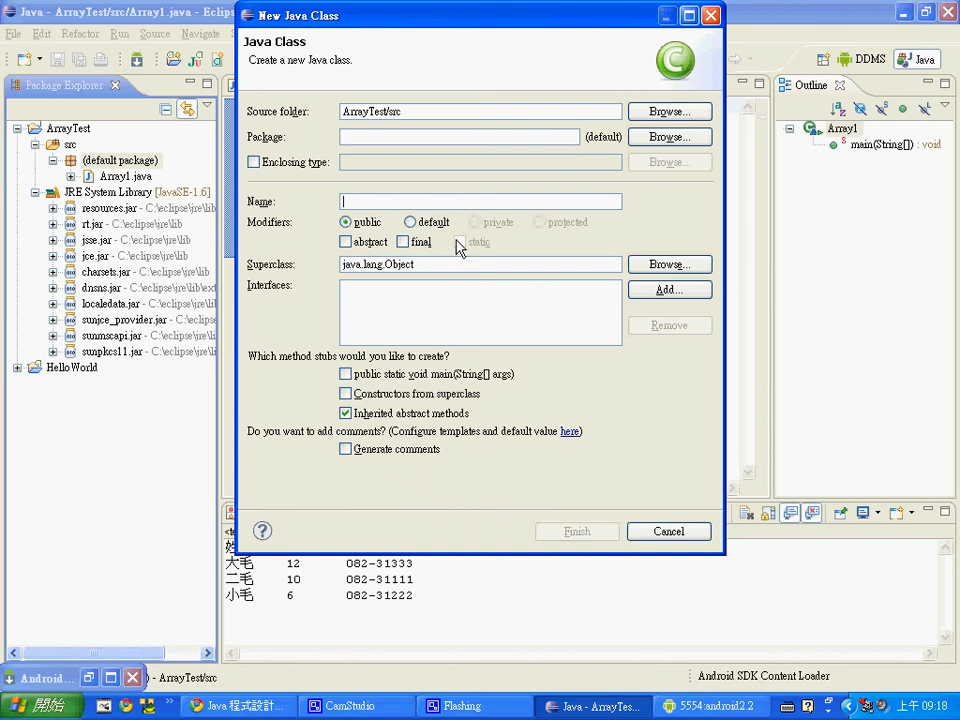 Java - ArrayTest/src/Array1.java - Eclips
New Java Class
File Edit Refactor Run Source Navigate
Java Class
Create a new Java class.
DDMS
Java
Package Explorer
Outline
Source folder: ArrayTest/src Browse...
Package: (default) Browse...
Enclosing type: Browse...
Name:
Modifiers: public default private protected
abstract final static
Superclass: java.lang.Object Browse...
Interfaces: Add...
Remove
Which method stubs would you like to create?
public static void main(String[] args)
Constructors from superclass
Inherited abstract methods
Do you want to add comments? (Configure templates and default value here)
Generate comments
Finish Cancel
ArrayTest
src
(default package)
Array1.java
JRE System Library [JavaSE-1.6]
resources.jar - C:\eclipse\jre\lib
rt.jar - C:\eclipse\jre\lib
jsse.jar - C:\eclipse\jre\lib
jce.jar - C:\eclipse\jre\lib
charsets.jar - C:\eclipse\jre\lib
dnsns.jar - C:\eclipse\jre\lib\ext
localedata.jar - C:\eclipse\jre\lib
sunjce_provider.jar - C:\eclipse
sunmscapi.jar - C:\eclipse\jre\lib
sunpkcs11.jar - C:\eclipse\jre\lib
HelloWorld
Array1
main(String[]) : void
<te
姓
大毛 12 082-31333
二毛 10 082-31111
小毛 6 082-31222
Android...
- ArrayTest/src
Android SDK Content Loader
開始
Java 程式設計...
CamStudio
Flashing
Java - ArrayTes...
5554:android2.2
上午 09:18